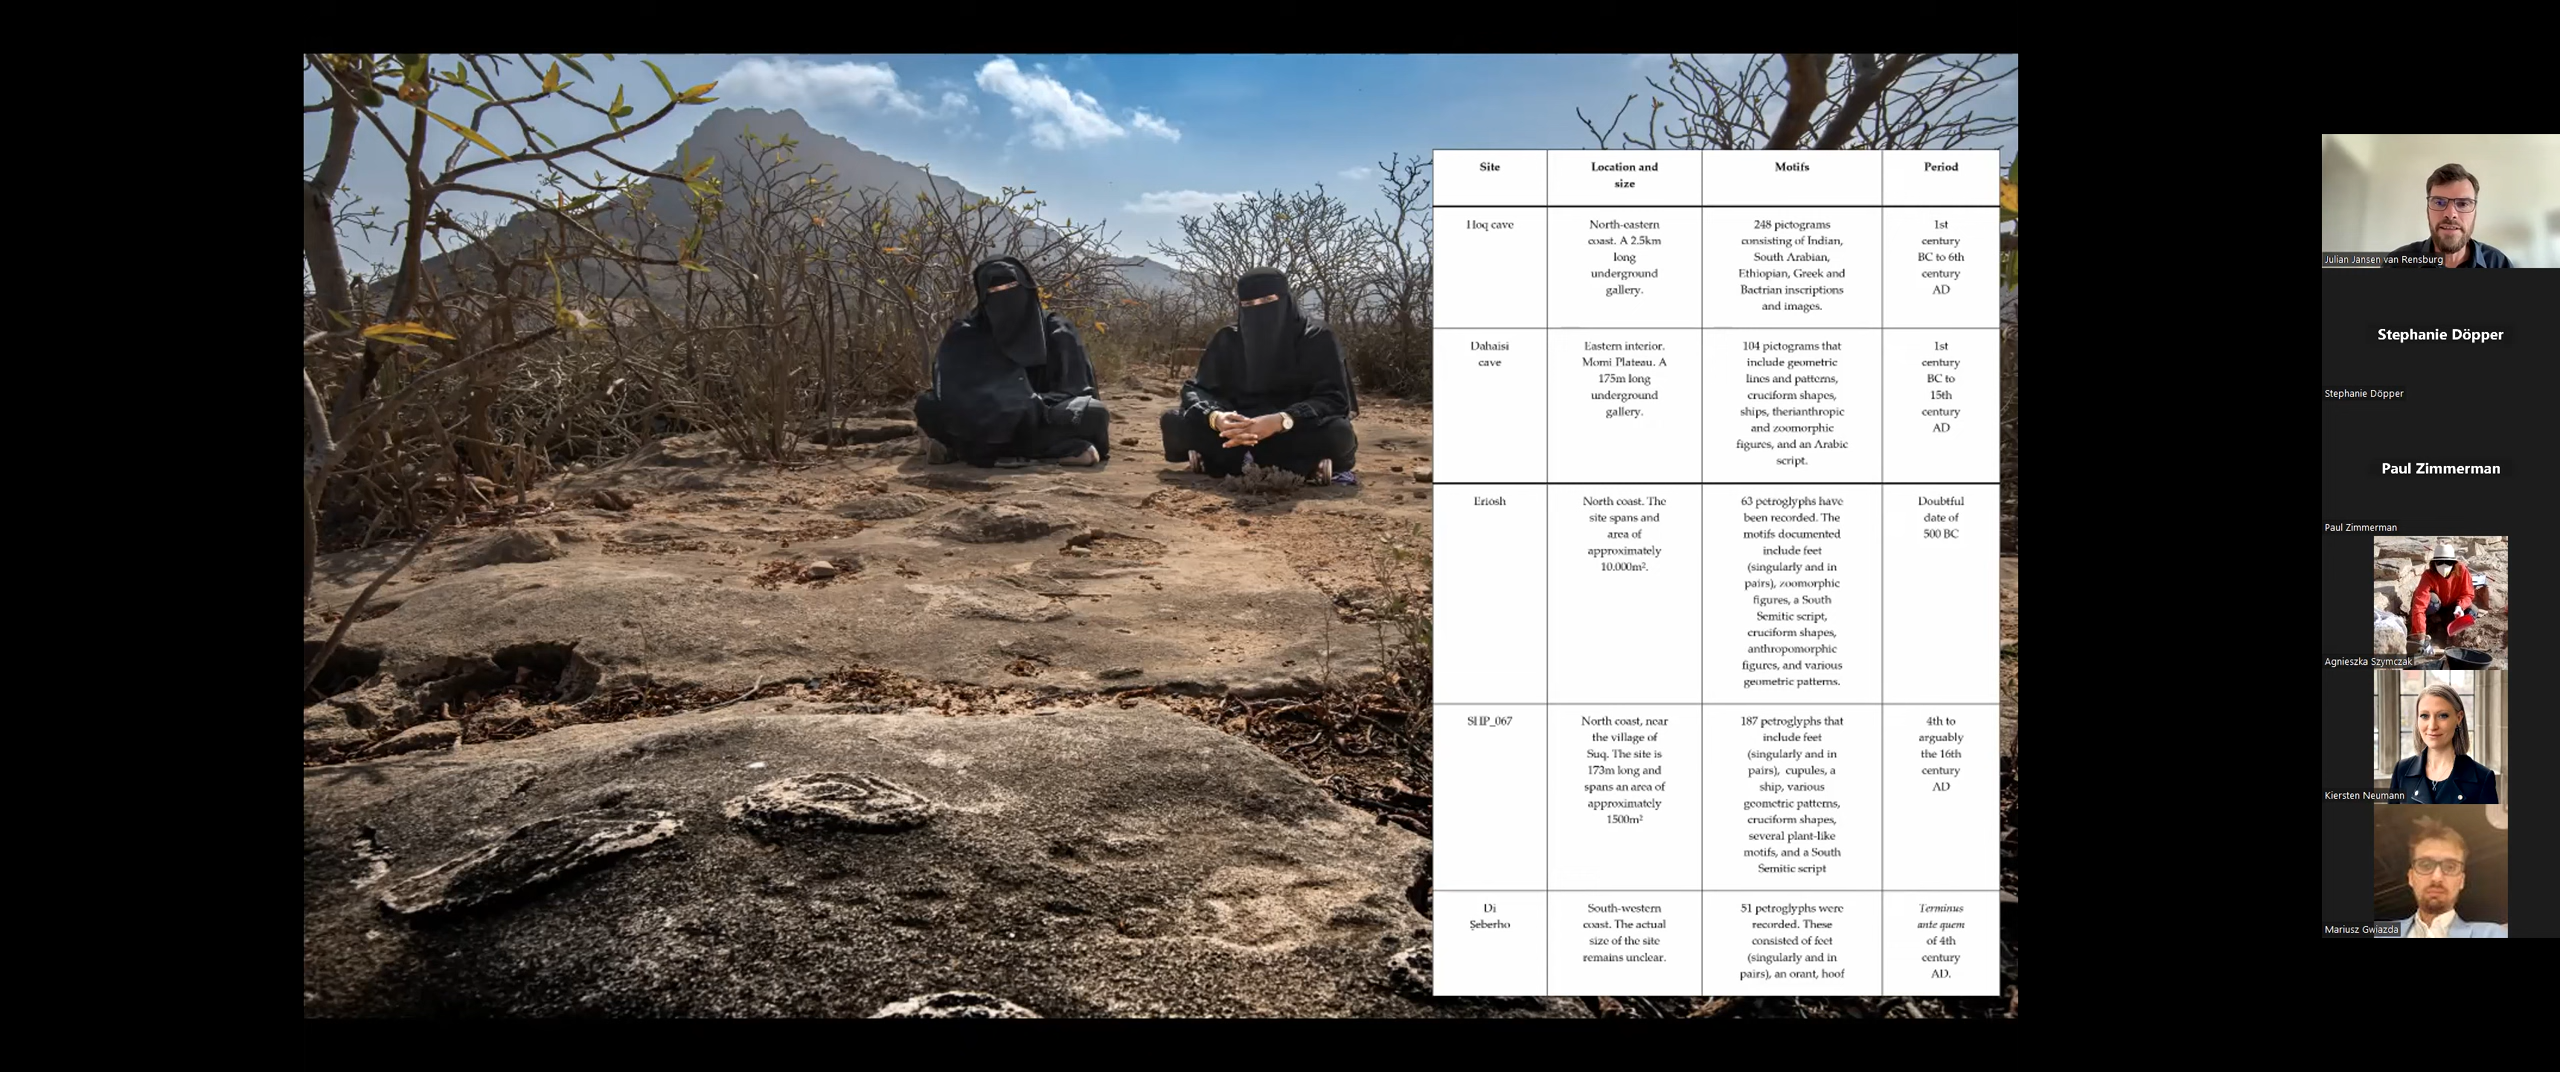 Site
Location and
size
Motifs
Period
Hoq cave
North-eastern
coast. A 2.5km
long
underground
gallery.
248 pictograms
consisting of Indian,
South Arabian,
Ethiopian, Greek and
Bactrian inscriptions
and images.
1st
century
BC to 6th
century
AD
Dahaisi
cave
Eastern interior.
Momi Plateau. A
175m long
underground
gallery.
104 pictograms that
include geometric
lines and patterns,
cruciform shapes,
ships, therianthropic
and zoomorphic
figures, and an Arabic
script.
1st
century
BC to
15th
century
AD
Eriosh
North coast. The
site spans and
area of
approximately
10.000m².
63 petroglyphs have
been recorded. The
motifs documented
include feet
(singularly and in
pairs), zoomorphic
figures, a South
Semitic script,
cruciform shapes,
anthropomorphic
figures, and various
geometric patterns.
Doubtful
date of
500 BC
SHP_067
North coast, near
the village of
Suq. The site is
173m long and
spans an area of
approximately
1500m²
187 petroglyphs that
include feet
(singularly and in
pairs), cupules, a
ship, various
geometric patterns,
cruciform shapes,
several plant-like
motifs, and a South
Semitic script
4th to
arguably
the 16th
century
AD
Di
Ṣeberho
South-western
coast. The actual
size of the site
remains unclear.
51 petroglyphs were
recorded. These
consisted of feet
(singularly and in
pairs), an orant, hoof
Terminus
ante quem
of 4th
century
AD.
Julian Jansen van Rensburg
Stephanie Döpper
Stephanie Döpper
Paul Zimmerman
Paul Zimmerman
Agnieszka Szymczak
Kiersten Neumann
Mariusz Gwiazda